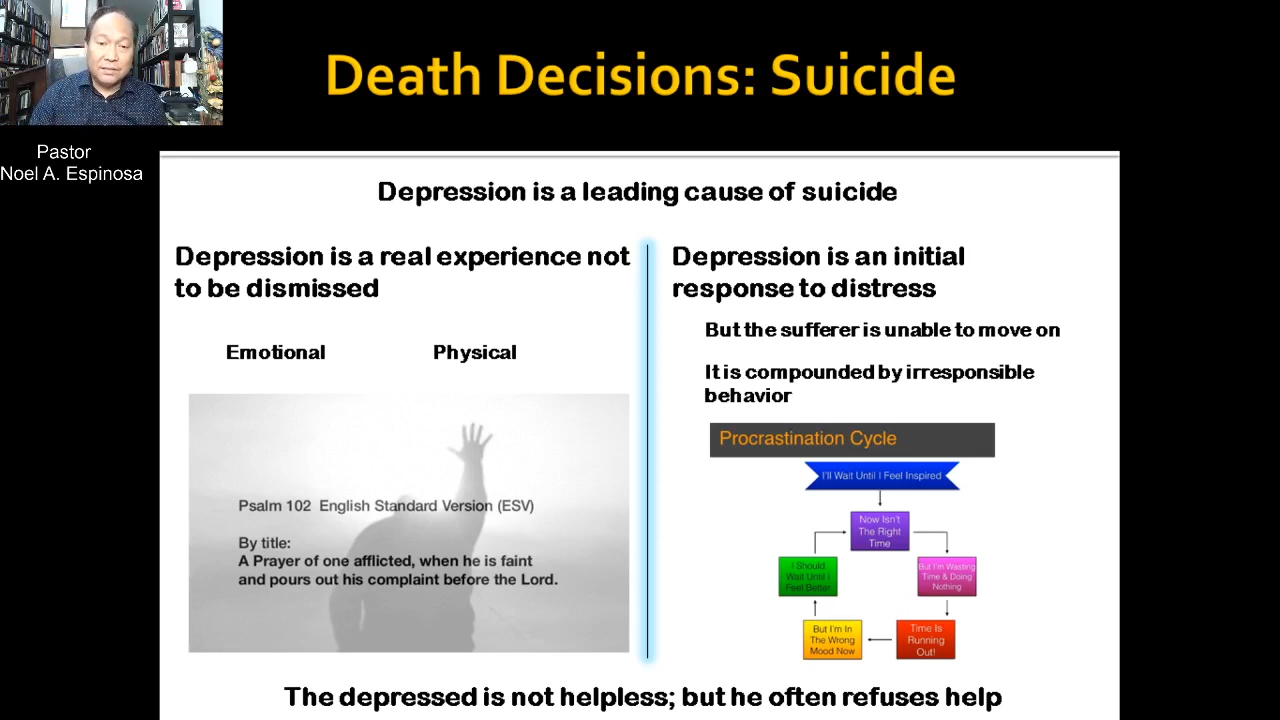 Death Decisions: Suicide
Pastor
Noel A. Espinosa
Depression is a leading cause of suicide
Depression is a real experience not
to be dismissed
Emotional
Physical
Psalm 102 English Standard Version (ESV)
By title:
A Prayer of one afflicted, when he is faint
and pours out his complaint before the Lord.
Depression is an initial
response to distress
But the sufferer is unable to move on
It is compounded by irresponsible
behavior
Procrastination Cycle
I'll Wait Until I Feel Inspired
Now Isn't
The Right
Time
But I'm Wasting
Time & Doing
Nothing
Time Is
Running
Out!
But I'm In
The Wrong
Mood Now
I Should
Wait Until I
Feel Better
The depressed is not helpless; but he often refuses help